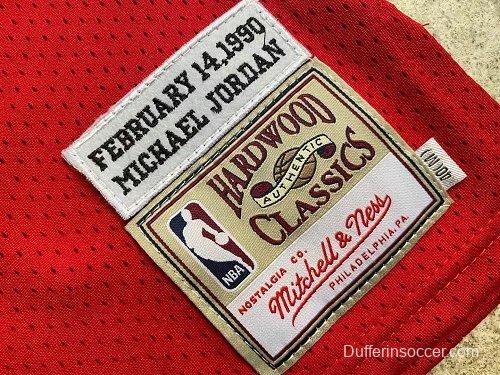 FEBRUARY 14,1990
MICHAEL JORDAN
HARDWOOD
AUTHENTIC
CLASSICS
NBA
NOSTALGIA CO.
Mitchell & Ness
PHILADELPHIA, PA.
Dufferinsoccer.com